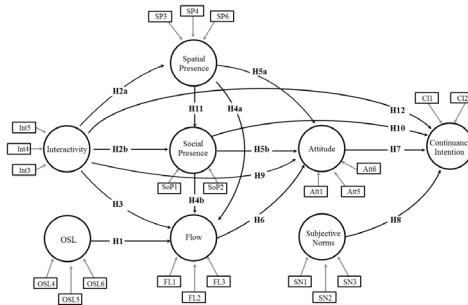 SP3
SP4
SP6
Spatial
Presence
H2a
H5a
H11
H4a
H12
CI1
CI2
H10
Int5
Int4
Int3
Interactivity
H2b
Social
Presence
H5b
Attitude
H7
Continuance
Intention
H9
SoP1
SoP2
Att6
Att5
Att1
H3
H4b
H6
H8
OSL
H1
Flow
Subjective
Norms
OSL4
OSL5
OSL6
FL1
FL2
FL3
SN1
SN2
SN3